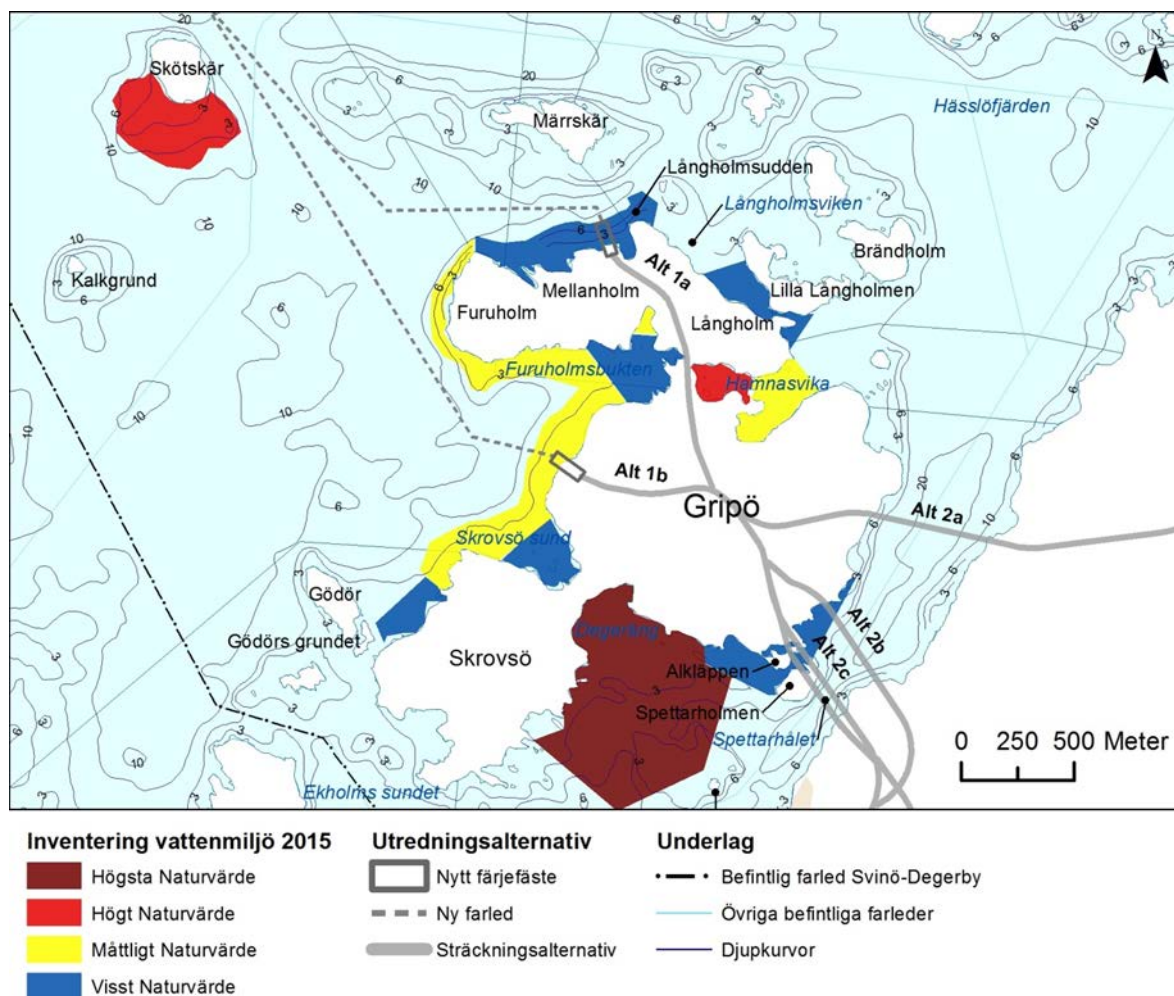 20
N
Skötskär
Hässlöfjärden
Märrskär
Långholmsudden
Långholmsviken
Brändholm
Kalkgrund
Alt 1a
Lilla Långholmen
Mellanholm
Furuholm
Långholm
Furuholmsbukten
Hamnasvika
Alt 1b
Gripö
Alt 2a
Skrovsö sund
Gödör
Gödörs grundet
Degeräng
Alt 2b
Skrovsö
Alt 2c
Alkläppen
Spettarholmen
Spettarhålet
0 250 500 Meter
Ekholms sundet
Inventering vattenmiljö 2015
Högsta Naturvärde
Högt Naturvärde
Måttligt Naturvärde
Visst Naturvärde
Utredningsalternativ
Nytt färjefäste
Ny farled
Sträckningsalternativ
Underlag
Befintlig farled Svinö-Degerby
Övriga befintliga farleder
Djupkurvor